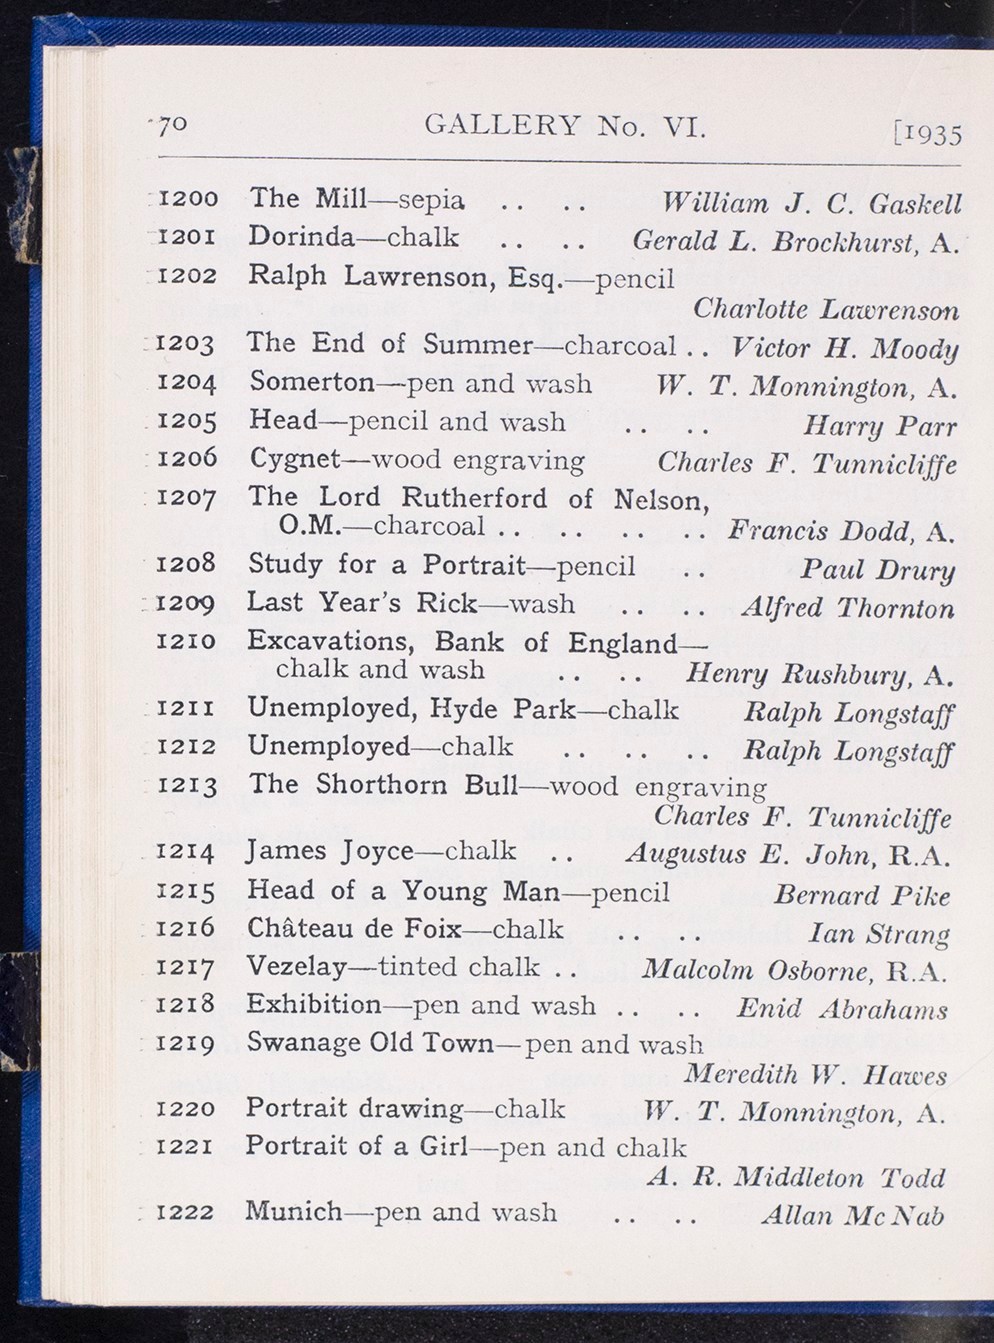 70 GALLERY No. VI. [1935
1200 The Mill—sepia .. .. William J. C. Gaskell
1201 Dorinda—chalk .. .. Gerald L. Brockhurst, A.
1202 Ralph Lawrenson, Esq.—pencil
Charlotte Lawrenson
1203 The End of Summer—charcoal .. Victor H. Moody
1204 Somerton—pen and wash W. T. Monnington, A.
1205 Head—pencil and wash .. .. Harry Parr
1206 Cygnet—wood engraving Charles F. Tunnicliffe
1207 The Lord Rutherford of Nelson,
O.M.—charcoal .. .. .. .. Francis Dodd, A.
1208 Study for a Portrait—pencil .. Paul Drury
1209 Last Year's Rick—wash .. .. Alfred Thornton
1210 Excavations, Bank of England—
chalk and wash .. .. Henry Rushbury, A.
1211 Unemployed, Hyde Park—chalk Ralph Longstaff
1212 Unemployed—chalk .. .. .. Ralph Longstaff
1213 The Shorthorn Bull—wood engraving
Charles F. Tunnicliffe
1214 James Joyce—chalk .. Augustus E. John, R.A.
1215 Head of a Young Man—pencil Bernard Pike
1216 Château de Foix—chalk .. .. Ian Strang
1217 Vezelay—tinted chalk .. Malcolm Osborne, R.A.
1218 Exhibition—pen and wash .. .. Enid Abrahams
1219 Swanage Old Town—pen and wash
Meredith W. Hawes
1220 Portrait drawing—chalk W. T. Monnington, A.
1221 Portrait of a Girl—pen and chalk
A. R. Middleton Todd
1222 Munich—pen and wash .. .. Allan McNab